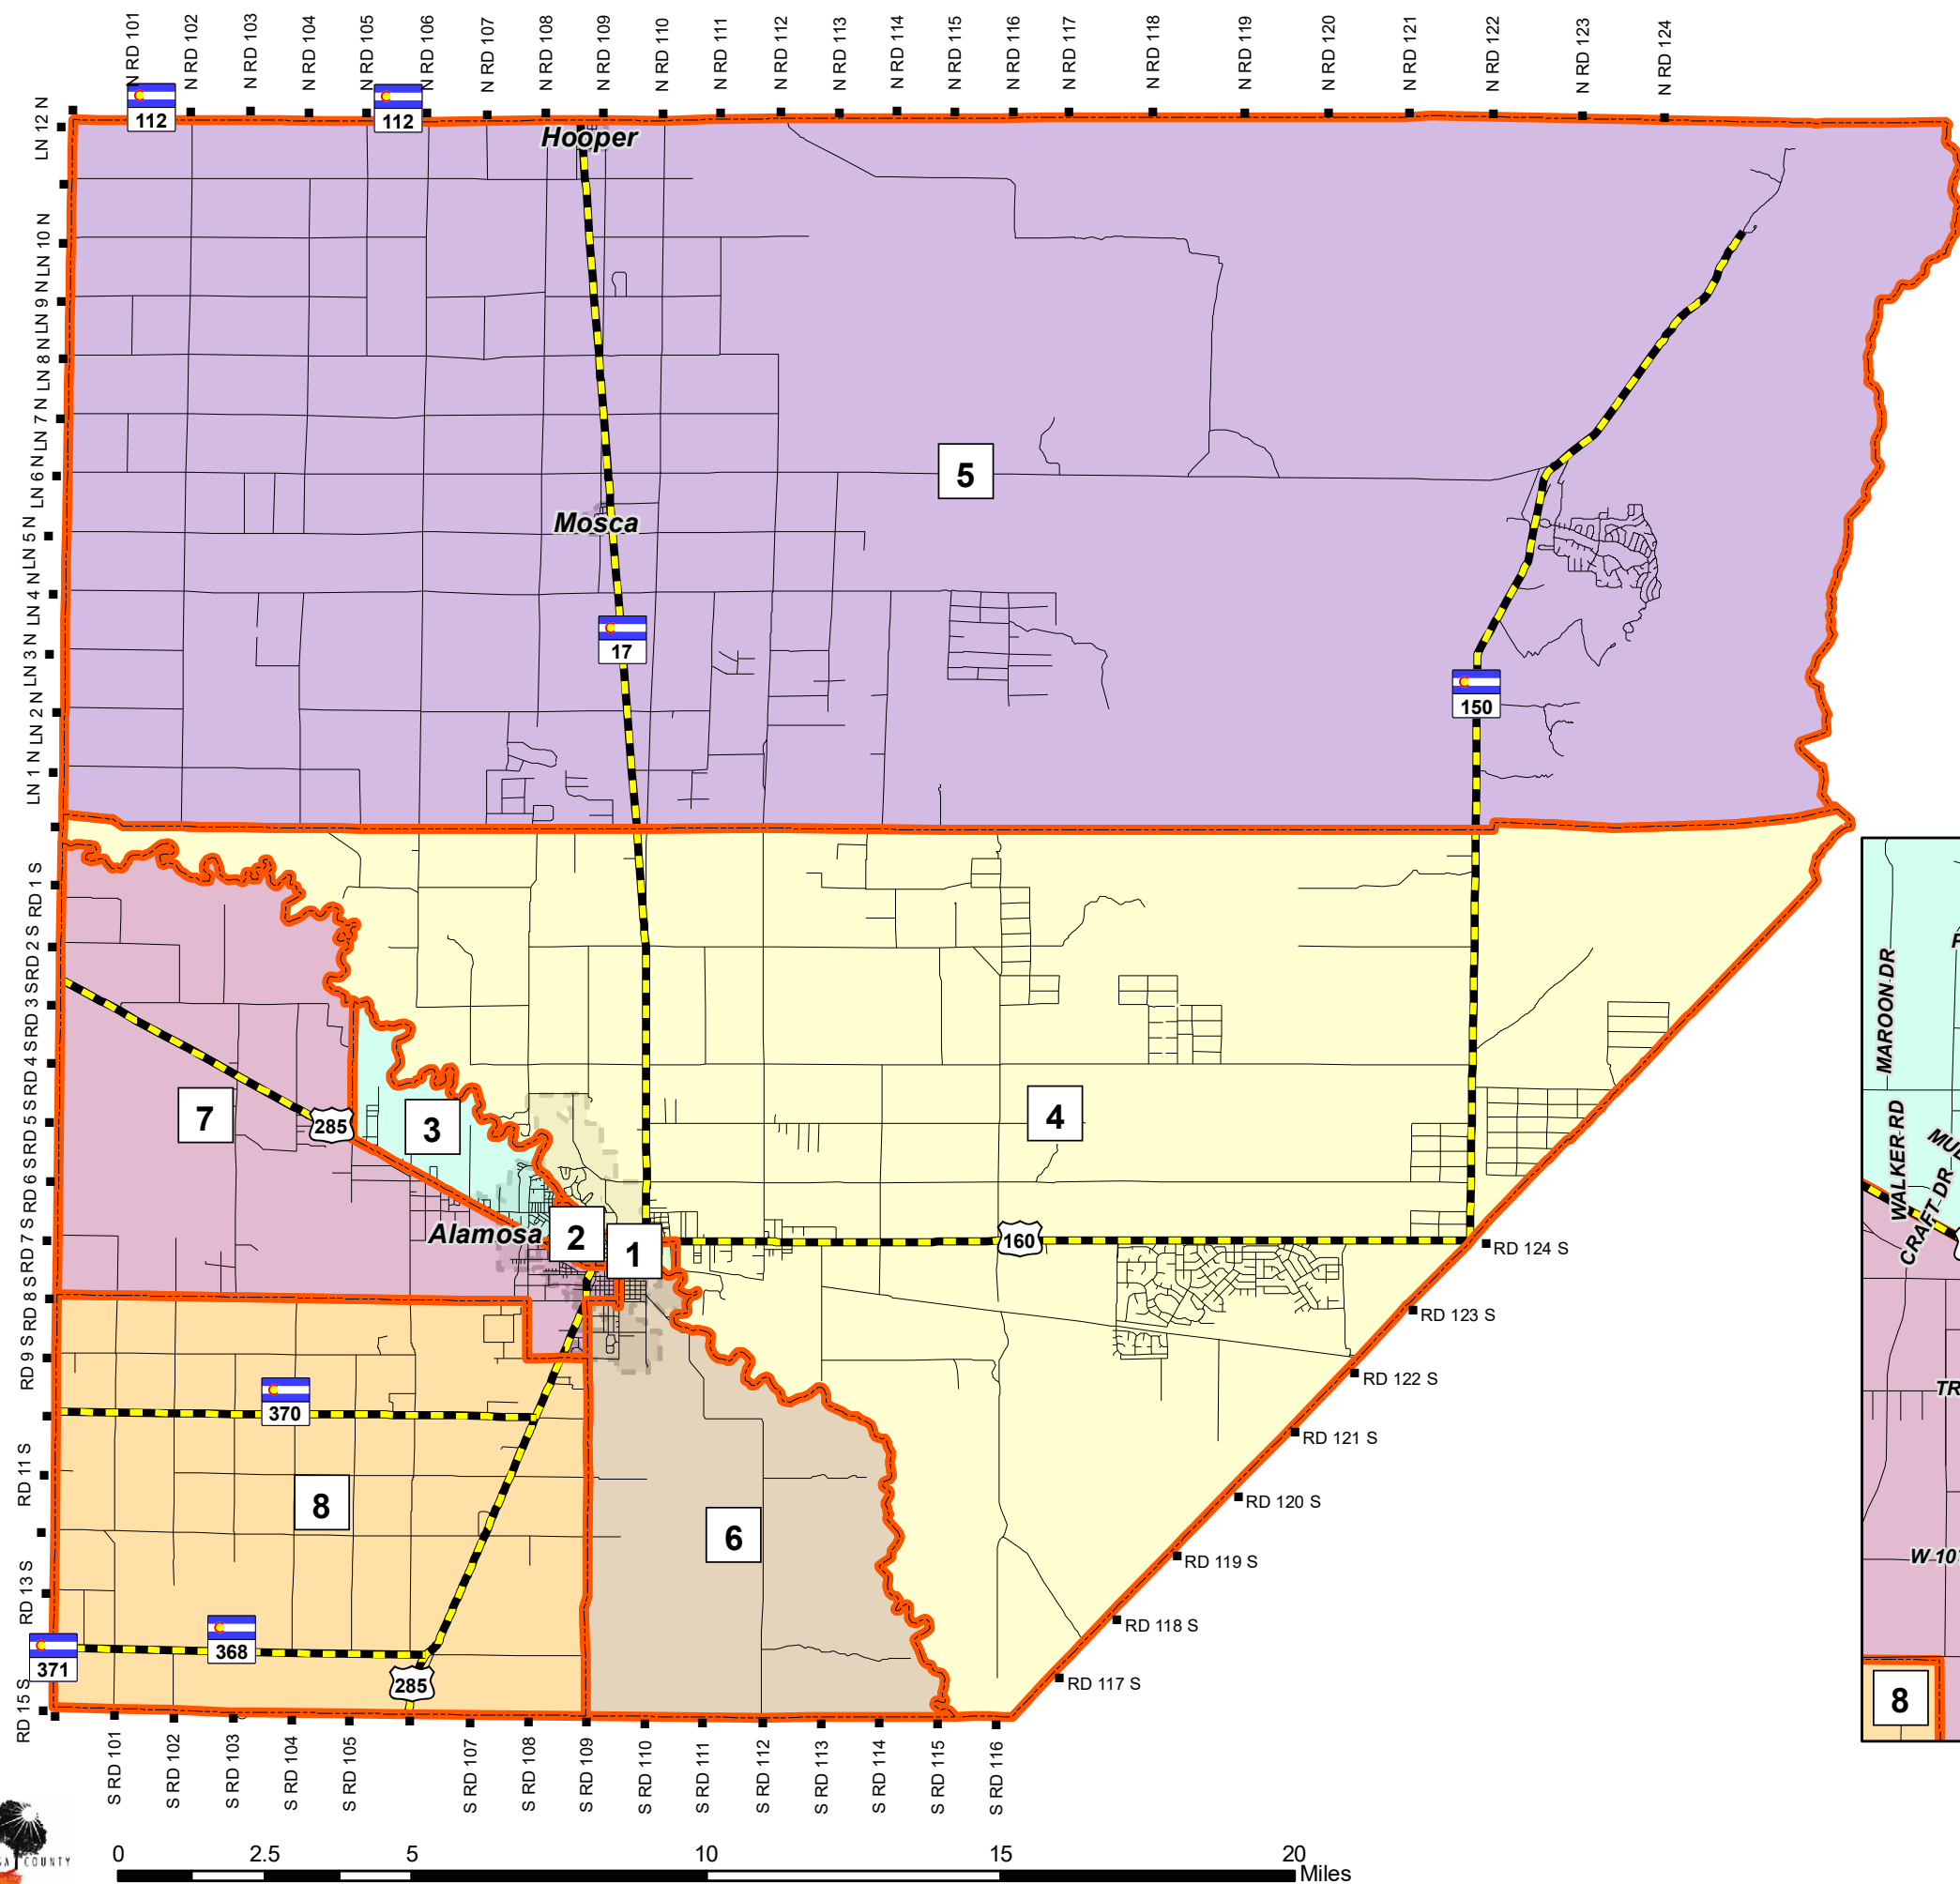 N RD 101
N RD 102
N RD 103
N RD 104
N RD 105
N RD 106
N RD 107
N RD 108
N RD 109
N RD 110
N RD 111
N RD 112
N RD 113
N RD 114
N RD 115
N RD 116
N RD 117
N RD 118
N RD 119
N RD 120
N RD 121
N RD 122
N RD 123
N RD 124
112
112
LN 12 N
LN 10 N
LN 9 N
LN 8 N
LN 7 N
LN 6 N
LN 5 N
LN 4 N
LN 3 N
LN 2 N
LN 1 N
Hooper
5
Mosca
17
150
RD 1 S
RD 2 S
RD 3 S
RD 4 S
RD 5 S
RD 6 S
RD 7 S
RD 8 S
RD 9 S
RD 11 S
RD 13 S
RD 15 S
7
285
3
4
Alamosa
2
1
160
370
8
6
368
371
285
RD 124 S
RD 123 S
RD 122 S
RD 121 S
RD 120 S
RD 119 S
RD 118 S
RD 117 S
S RD 101
S RD 102
S RD 103
S RD 104
S RD 105
S RD 107
S RD 108
S RD 109
S RD 110
S RD 111
S RD 112
S RD 113
S RD 114
S RD 115
S RD 116
MAROON DR
WALKER RD
CRAFT DR
TR
W 10
8
COUNTY
0 2.5 5 10 15 20
Miles